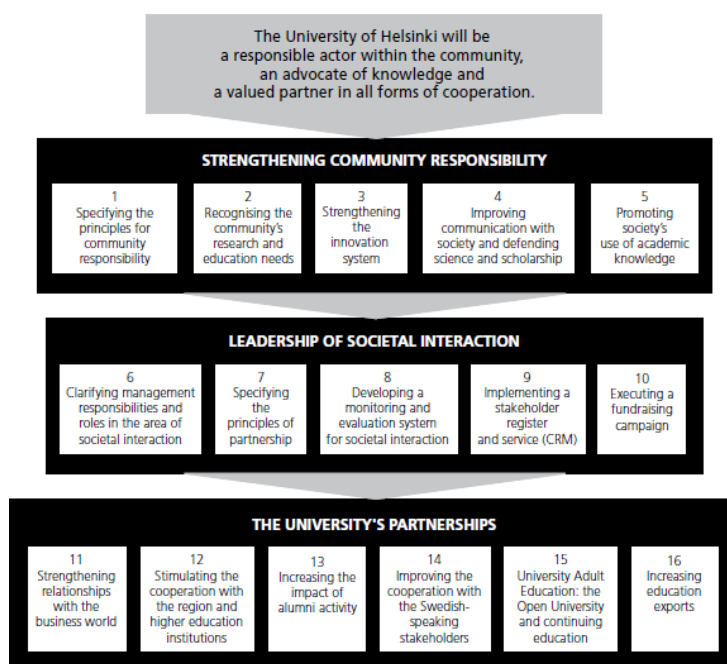 The University of Helsinki will be
a responsible actor within the community,
an advocate of knowledge and
a valued partner in all forms of cooperation.
STRENGTHENING COMMUNITY RESPONSIBILITY
1
Specifying the
principles for
community
responsibility
2
Recognising the
community's
research and
education needs
3
Strengthening
the
innovation
system
4
Improving
communication with
society and defending
science and scholarship
5
Promoting
society's
use of academic
knowledge
LEADERSHIP OF SOCIETAL INTERACTION
6
Clarifying management
responsibilities and
roles in the area of
societal interaction
7
Specifying
the
principles of
partnership
8
Developing a
monitoring and
evaluation system
for societal interaction
9
Implementing a
stakeholder
register
and service (CRM)
10
Executing a
fundraising
campaign
THE UNIVERSITY'S PARTNERSHIPS
11
Strengthening
relationships
with the
business world
12
Stimulating the
cooperation with
the region and
higher education
institutions
13
Increasing the
impact of
alumni activity
14
Improving the
cooperation with
the Swedish-
speaking
stakeholders
15
University Adult
Education: the
Open University
and continuing
education
16
Increasing
education
exports